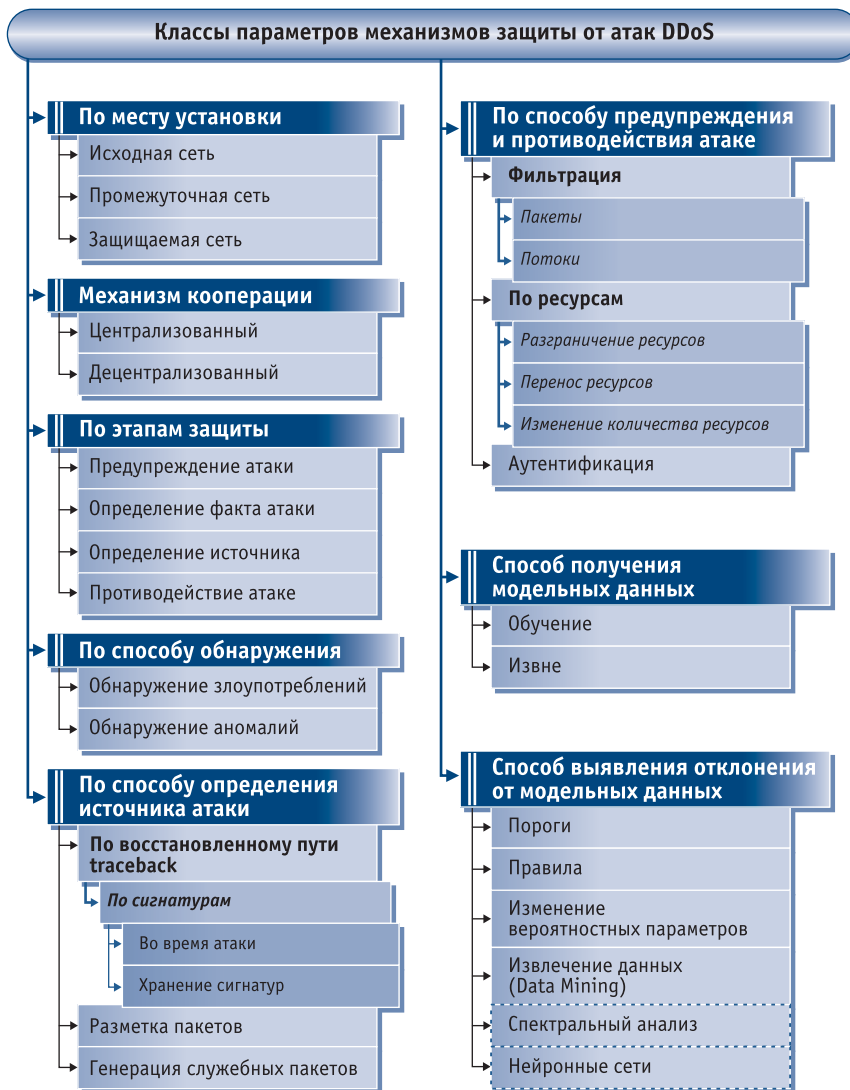 Классы параметров механизмов защиты от атак DDoS
По месту установки
Исходная сеть
Промежуточная сеть
Защищаемая сеть
Механизм кооперации
Централизованный
Децентрализованный
По этапам защиты
Предупреждение атаки
Определение факта атаки
Определение источника
Противодействие атаке
По способу обнаружения
Обнаружение злоупотреблений
Обнаружение аномалий
По способу определения
источника атаки
По восстановленному пути
traceback
По сигнатурам
Во время атаки
Хранение сигнатур
Разметка пакетов
Генерация служебных пакетов
По способу предупреждения
и противодействия атаке
Фильтрация
Пакеты
Потоки
По ресурсам
Разграничение ресурсов
Перенос ресурсов
Изменение количества ресурсов
Аутентификация
Способ получения
модельных данных
Обучение
Извне
Способ выявления отклонения
от модельных данных
Пороги
Правила
Изменение
вероятностных параметров
Извлечение данных
(Data Mining)
Спектральный анализ
Нейронные сети